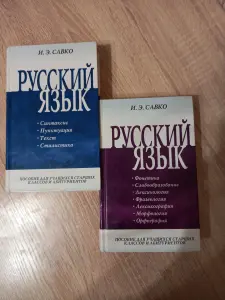 И. Э. САВКО
РУССКИЙ
ЯЗЫК
• Синтаксис
• Пунктуация
• Текст
• Стилистика
ПОСОБИЕ ДЛЯ УЧАЩИХСЯ СТАРШИХ
КЛАССОВ И АБИТУРИЕНТОВ
И. Э. САВКО
РУССКИЙ
ЯЗЫК
• Фонетика
• Словообразование
• Лексикология
• Фразеология
• Лексикография
• Морфология
• Орфография
ПОСОБИЕ ДЛЯ УЧАЩИХСЯ СТАРШИХ
КЛАССОВ И АБИТУРИЕНТОВ